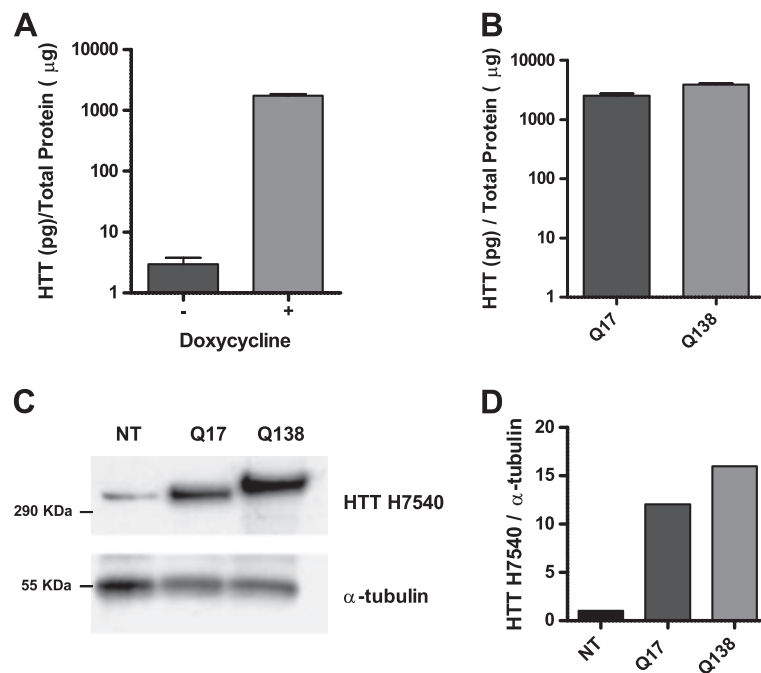 A
HTT (pg)/Total Protein ( μg)
10000
1000
100
10
1
-
+
Doxycycline
B
HTT (pg) / Total Protein ( μg)
10000
1000
100
10
1
Q17
Q138
C
NT
Q17
Q138
290 KDa
HTT H7540
55 KDa
α-tubulin
D
HTT H7540 / α-tubulin
20
15
10
5
0
NT
Q17
Q138